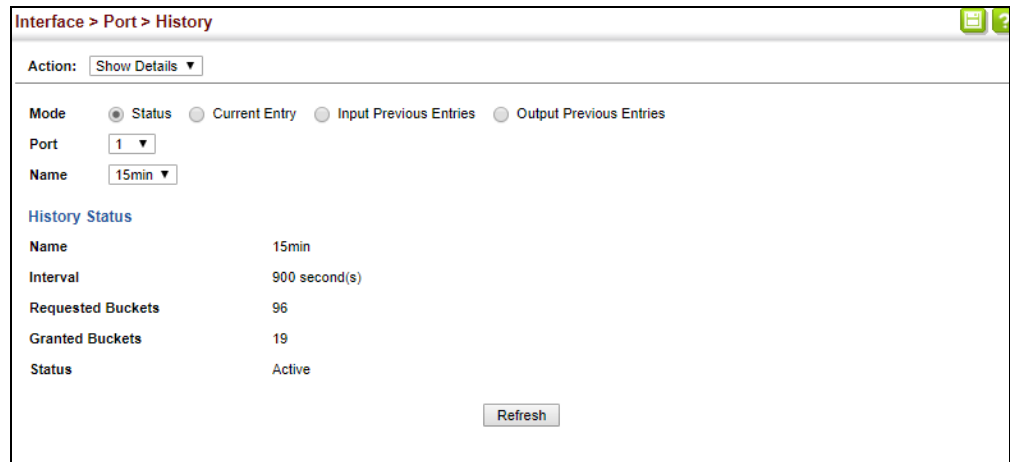 Interface > Port > History
?
Action: Show Details
Mode Status Current Entry Input Previous Entries Output Previous Entries
Port 1
Name 15min
History Status
Name 15min
Interval 900 second(s)
Requested Buckets 96
Granted Buckets 19
Status Active
Refresh